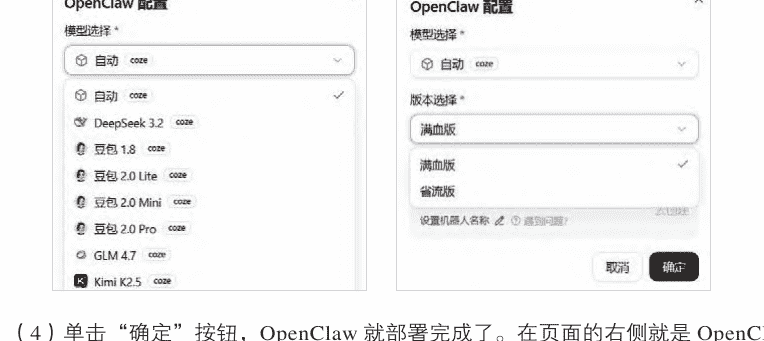 OpenClaw 配置
模型选择 *
自动 coze
自动 coze
DeepSeek 3.2 coze
豆包 1.8 coze
豆包 2.0 Lite coze
豆包 2.0 Mini coze
豆包 2.0 Pro coze
GLM 4.7 coze
Kimi K2.5 coze
OpenClaw 配置
模型选择 *
自动 coze
版本选择 *
满血版
满血版
省流版
设置机器人名称 遇到问题?
取消 确定
（4）单击“确定”按钮，OpenClaw 就部署完成了。在页面的右侧就是 OpenCl